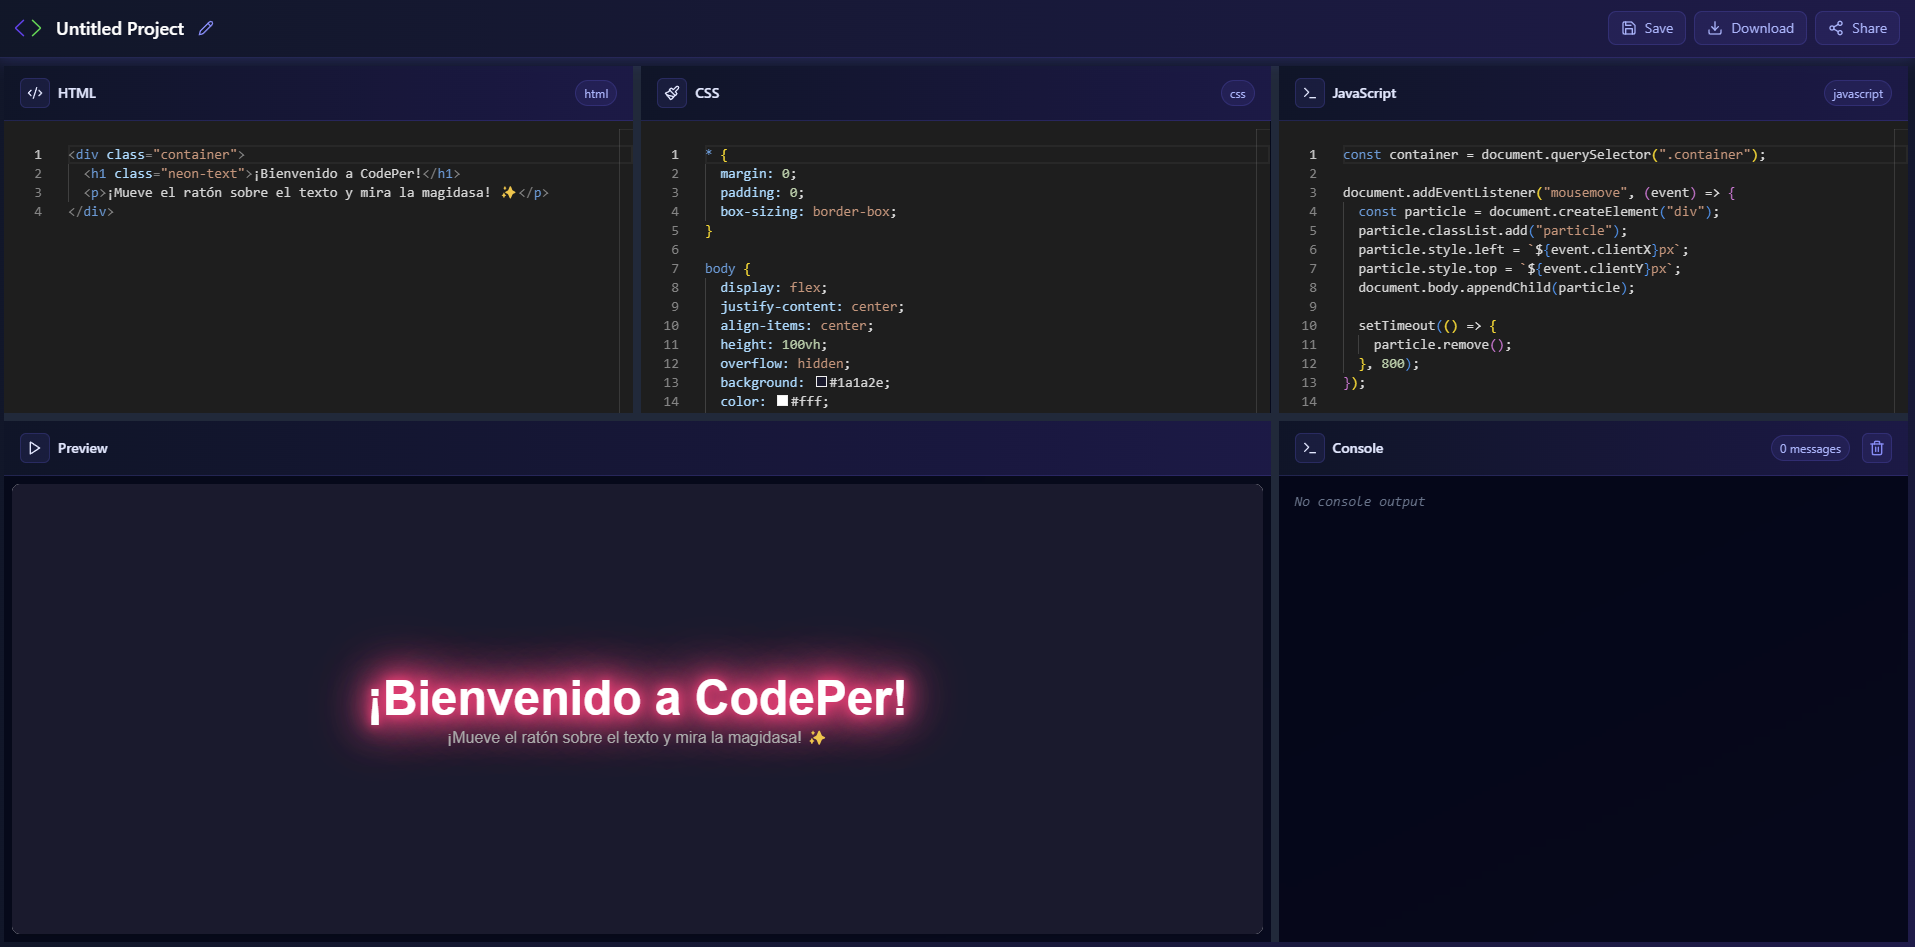 Untitled Project
Save
Download
Share
HTML
html
1 <div class="container">
2 <h1 class="neon-text">¡Bienvenido a CodePer!</h1>
3 <p>¡Mueve el ratón sobre el texto y mira la magidasa! ✨</p>
4 </div>
CSS
css
1 * {
2 margin: 0;
3 padding: 0;
4 box-sizing: border-box;
5 }
6
7 body {
8 display: flex;
9 justify-content: center;
10 align-items: center;
11 height: 100vh;
12 overflow: hidden;
13 background: #1a1a2e;
14 color: #fff;
JavaScript
javascript
1 const container = document.querySelector(".container");
2
3 document.addEventListener("mousemove", (event) => {
4 const particle = document.createElement("div");
5 particle.classList.add("particle");
6 particle.style.left = `${event.clientX}px`;
7 particle.style.top = `${event.clientY}px`;
8 document.body.appendChild(particle);
9
10 setTimeout(() => {
11 particle.remove();
12 }, 800);
13 });
14
Preview
¡Bienvenido a CodePer!
¡Mueve el ratón sobre el texto y mira la magidasa! ✨
Console
0 messages
No console output